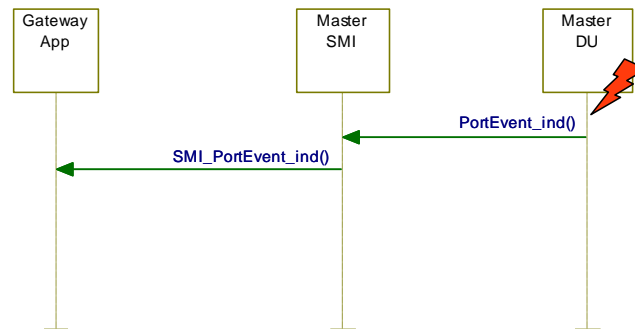 Gateway
App
Master
SMI
Master
DU
PortEvent_ind()
SMI_PortEvent_ind()